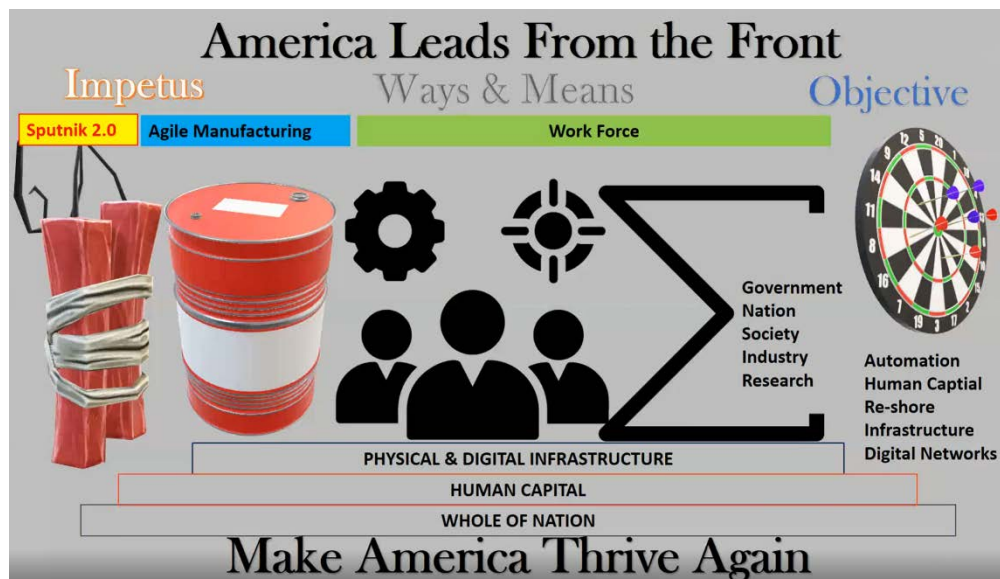 America Leads From the Front
Impetus
Ways & Means
Objective
Sputnik 2.0
Agile Manufacturing
Work Force
Government
Nation
Society
Industry
Research
Automation
Human Captial
Re-shore
Infrastructure
Digital Networks
PHYSICAL & DIGITAL INFRASTRUCTURE
HUMAN CAPITAL
WHOLE OF NATION
Make America Thrive Again